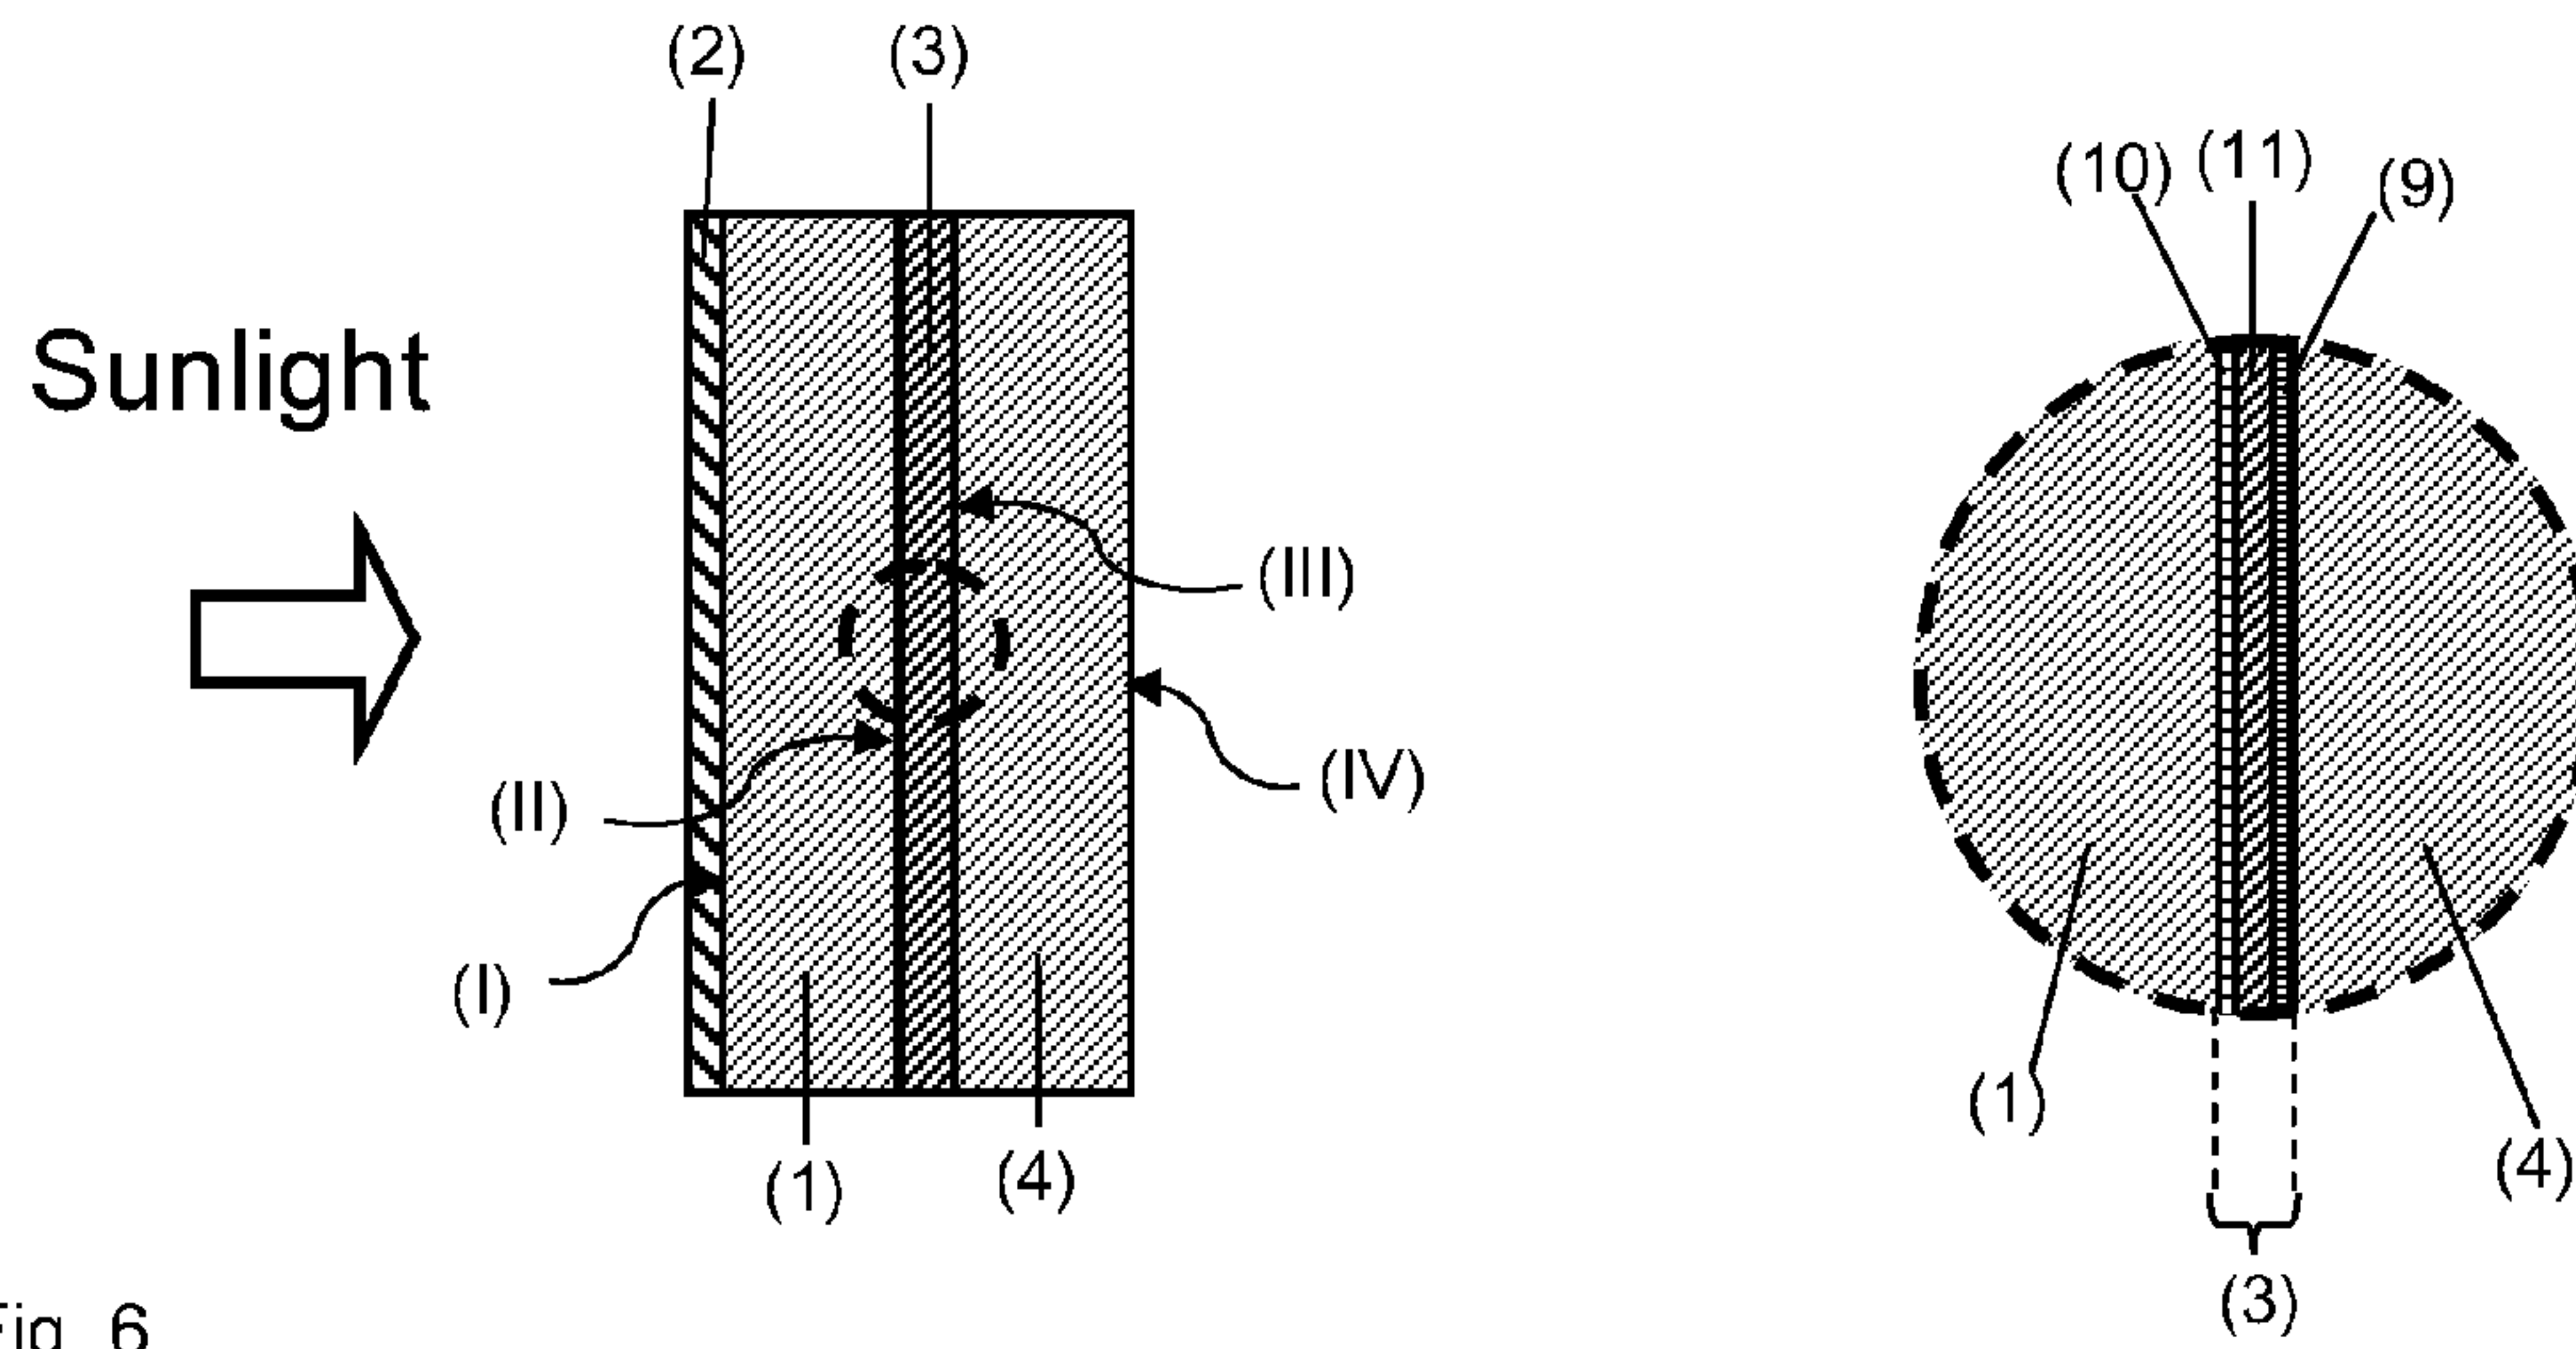 (2) (3)
(10) (11) (9)
Sunlight
(III)
(II) (IV)
(I)
(1) (4)
(1) (4)
(3)
Fig. 6